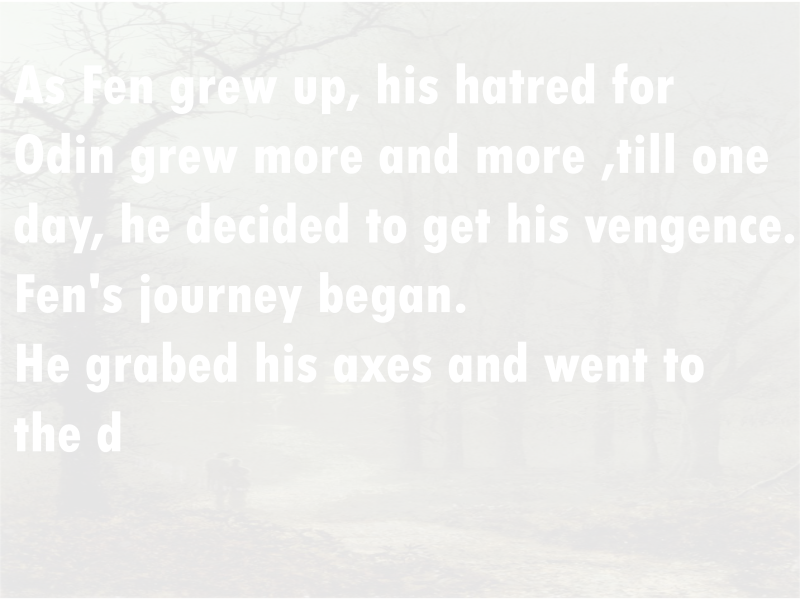 As Fen grew up, his hatred for
Odin grew more and more ,till one
day, he decided to get his vengence.
Fen's journey began.
He grabed his axes and went to
the d